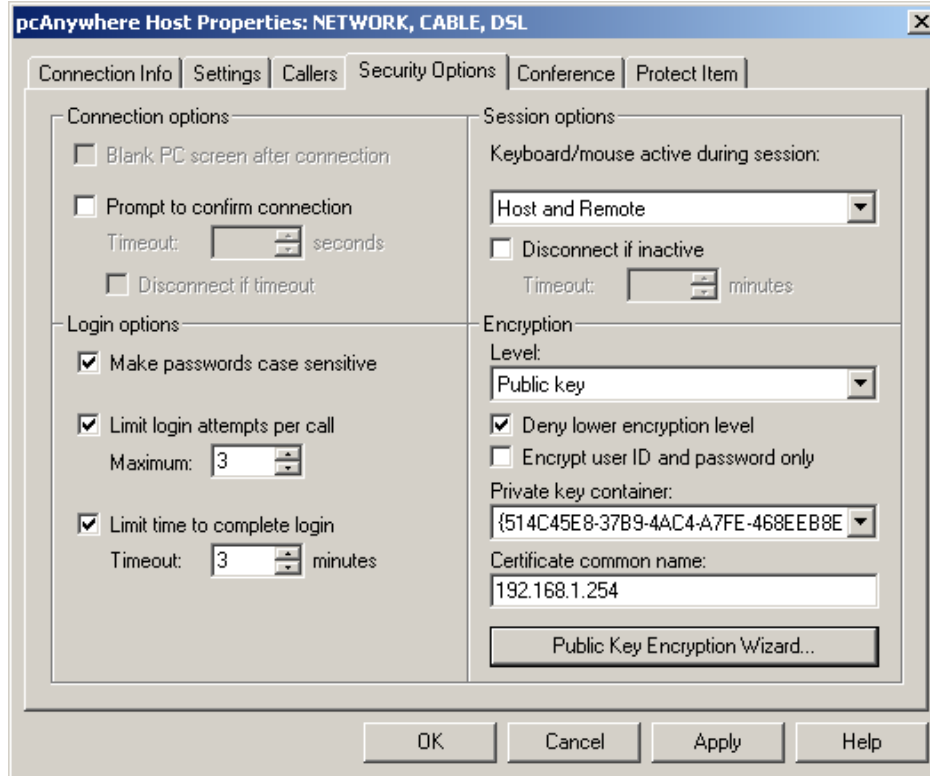 pcAnywhere Host Properties: NETWORK, CABLE, DSL
Connection Info
Settings
Callers
Security Options
Conference
Protect Item
Connection options
Blank PC screen after connection
Prompt to confirm connection
Timeout: seconds
Disconnect if timeout
Login options
Make passwords case sensitive
Limit login attempts per call
Maximum: 3
Limit time to complete login
Timeout: 3 minutes
Session options
Keyboard/mouse active during session:
Host and Remote
Disconnect if inactive
Timeout: minutes
Encryption
Level:
Public key
Deny lower encryption level
Encrypt user ID and password only
Private key container:
{514C45E8-37B9-4AC4-A7FE-468EEB8E
Certificate common name:
192.168.1.254
Public Key Encryption Wizard...
OK
Cancel
Apply
Help